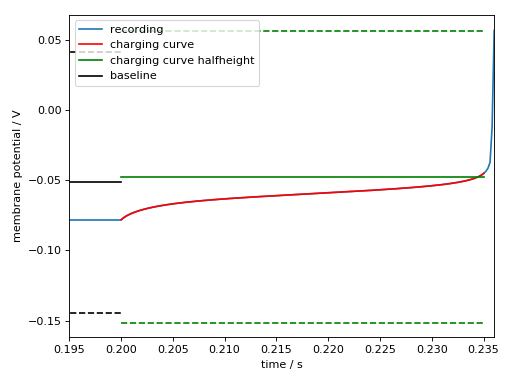 recording
charging curve
charging curve halfheight
baseline
membrane potential / V
0.05
0.00
−0.05
−0.10
−0.15
0.195 0.200 0.205 0.210 0.215 0.220 0.225 0.230 0.235
time / s